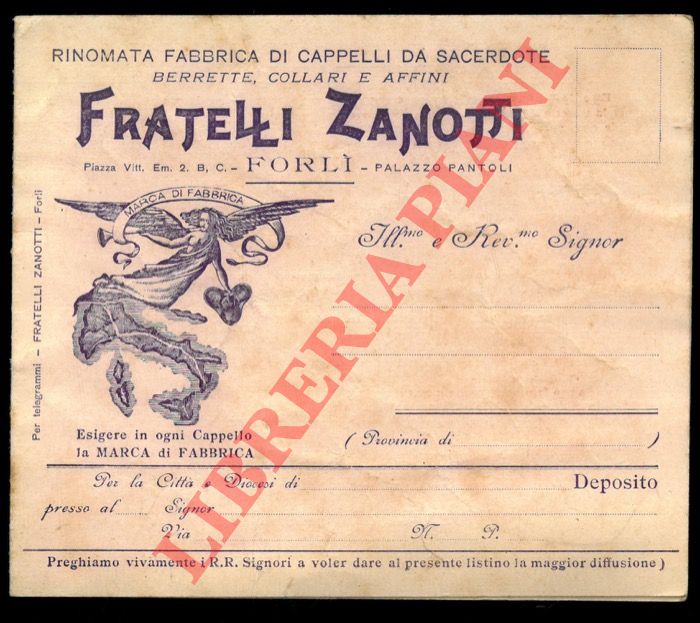 RINOMATA FABBRICA DI CAPPELLI DA SACERDOTE
BERRETTE, COLLARI E AFFINI
FRATELLI ZANOTTI
Piazza Vitt. Em. 2. B, C. - FORLÌ - PALAZZO PANTOLI
MARCA DI FABBRICA
Per telegrammi - FRATELLI ZANOTTI - Forlì
Ill.mo e Rev.mo Signor
Esigere in ogni Cappello
la MARCA di FABBRICA
( Provincia di )
Per la Città e Diocesi di Deposito
presso al Signor
Via N. P.
Preghiamo vivamente i R.R. Signori a voler dare al presente listino la maggior diffusione )
LIBRERIA PIANI